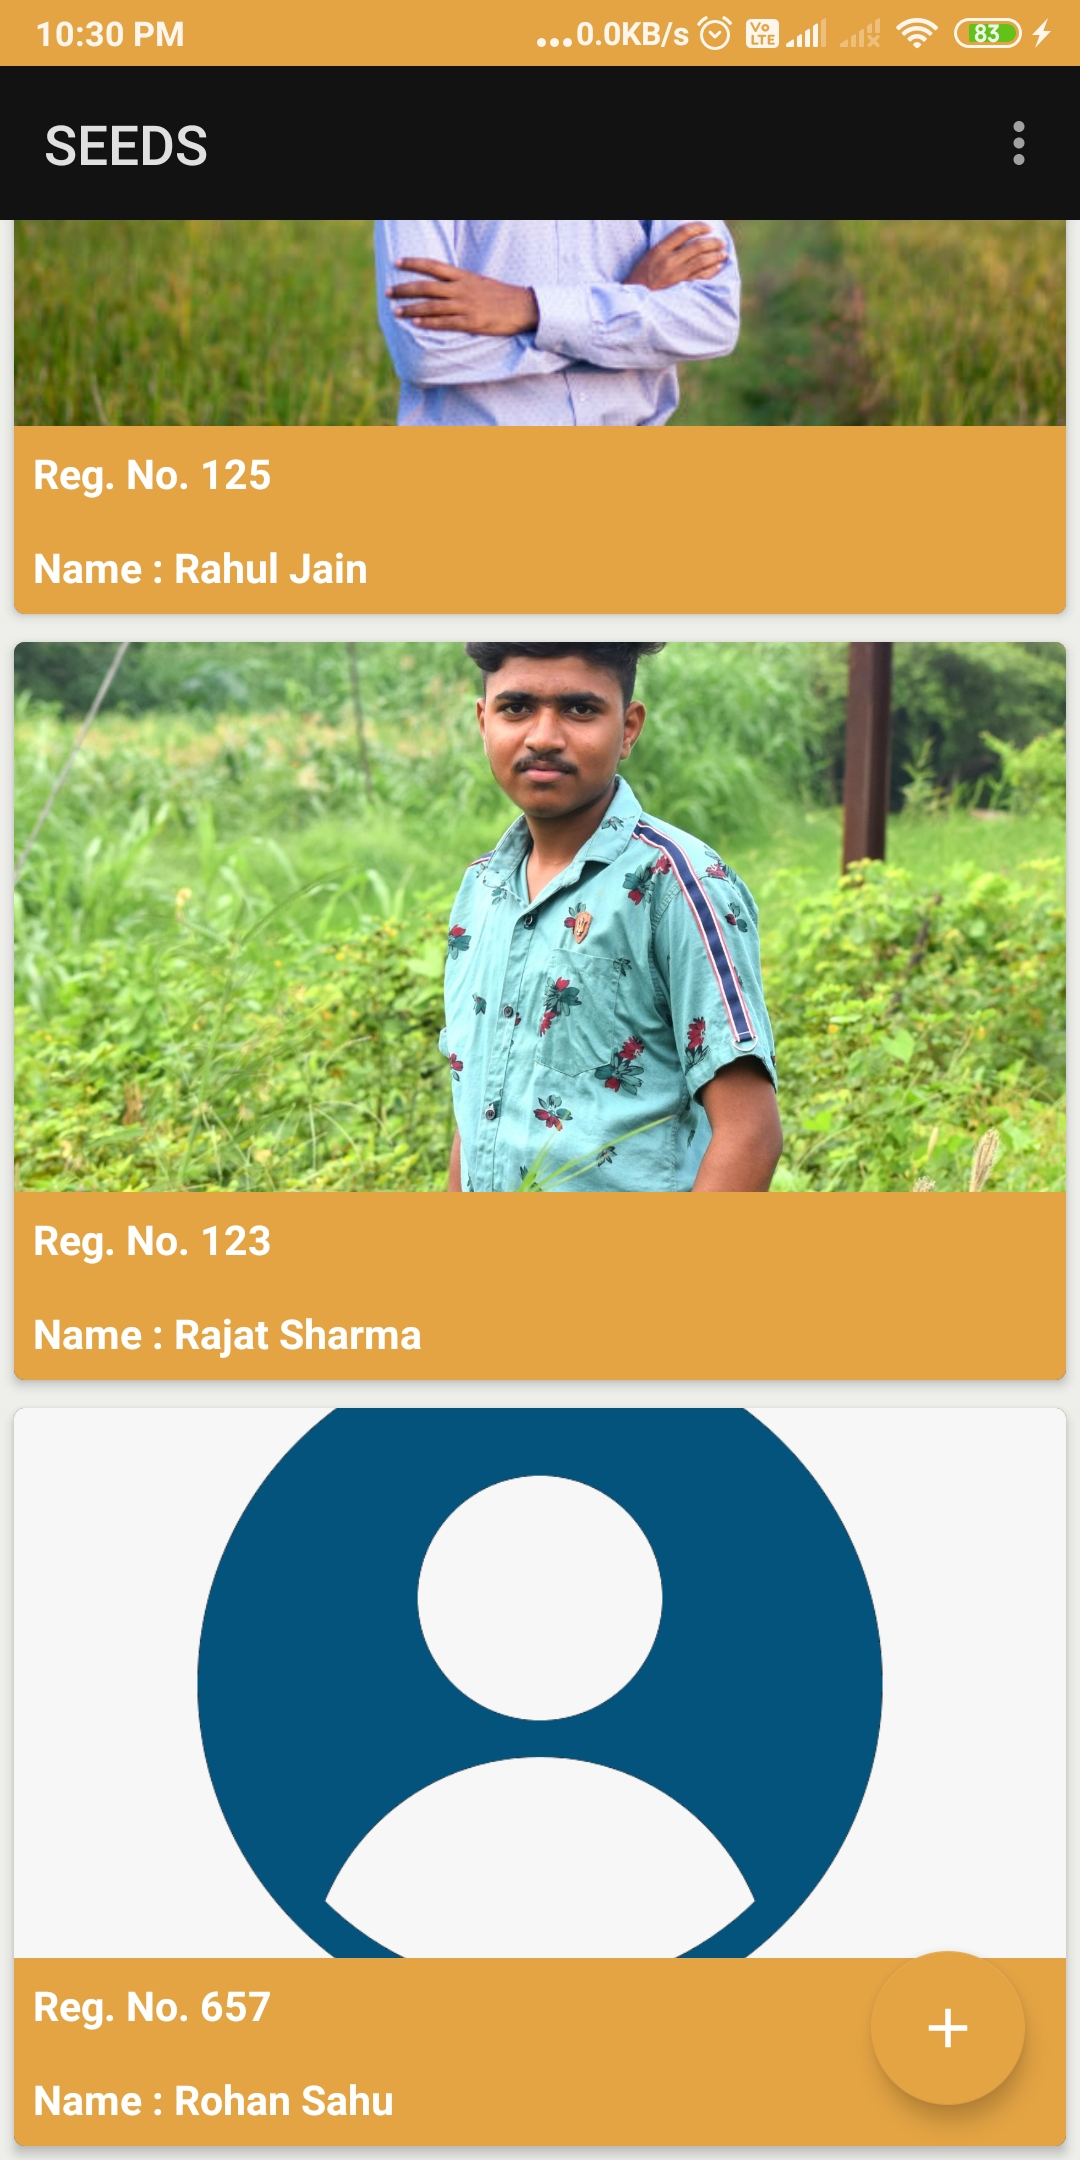 10:30 PM ...0.0KB/s Vo LTE 83
SEEDS
Reg. No. 125
Name : Rahul Jain
Reg. No. 123
Name : Rajat Sharma
Reg. No. 657
Name : Rohan Sahu